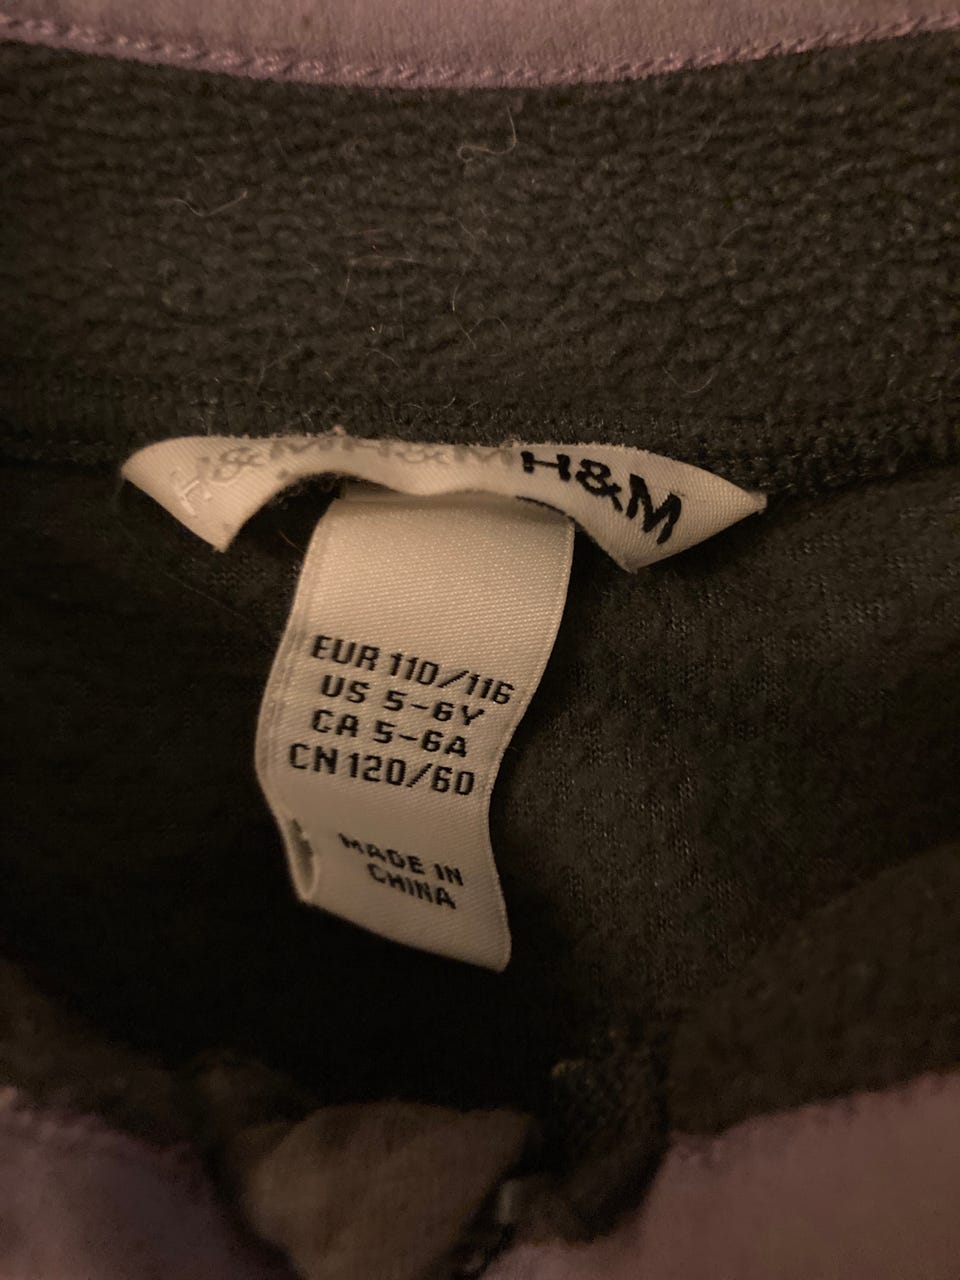 H&M H&M H&M
EUR 110/116
US 5-6Y
CA 5-6A
CN 120/60
MADE IN
CHINA